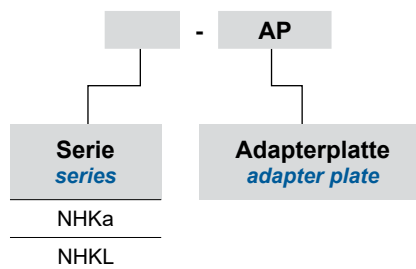 - AP
Serie
series
Adapterplatte
adapter plate
NHKa
NHKL